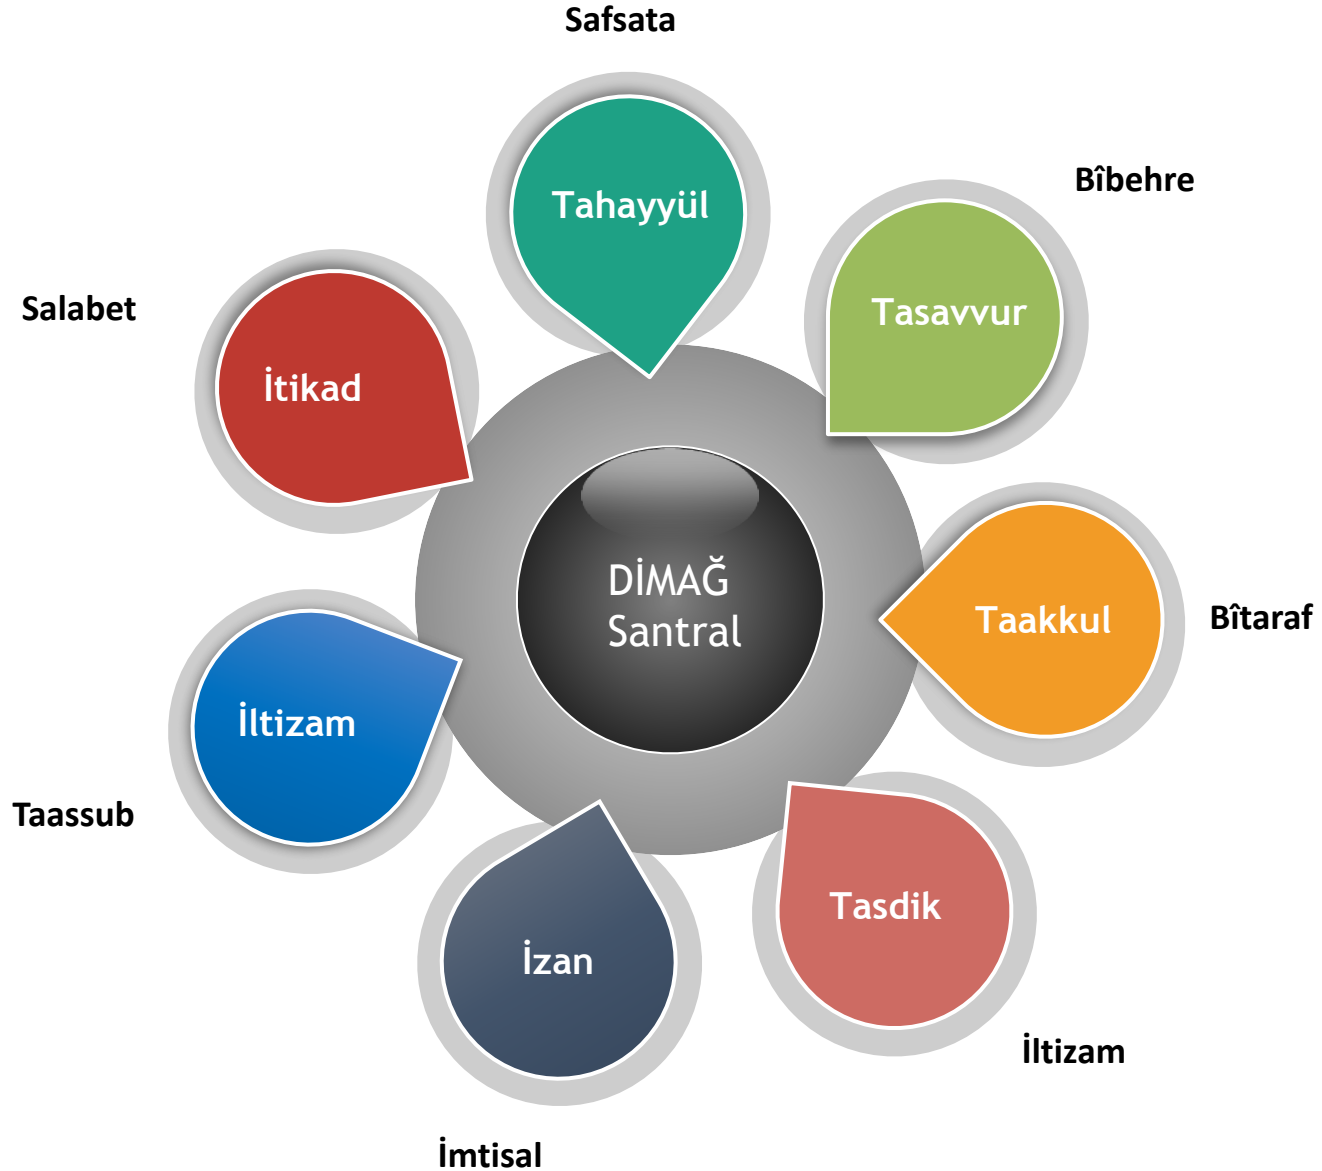 Safsata
Tahayyül
Bîbehre
Tasavvur
Salabet
İtikad
DİMAĞ
Santral
Taakkul
Bîtaraf
İltizam
Taassub
Tasdik
İzan
İltizam
İmtisal